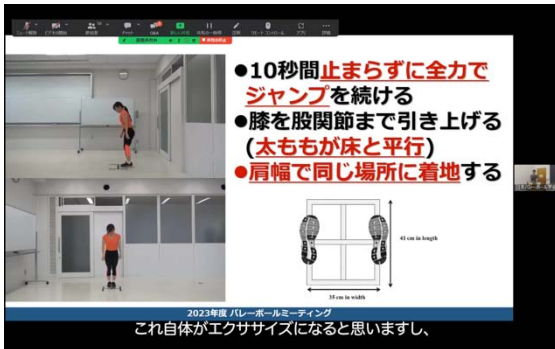 チャット
●10秒間止まらずに全力で
ジャンプを続ける
●膝を股関節まで引き上げる
(太ももが床と平行)
●肩幅で同じ場所に着地する
41 cm in length
35 cm in width
2023年度 バレーボールミーティング
これ自体がエクササイズになると思いますし、